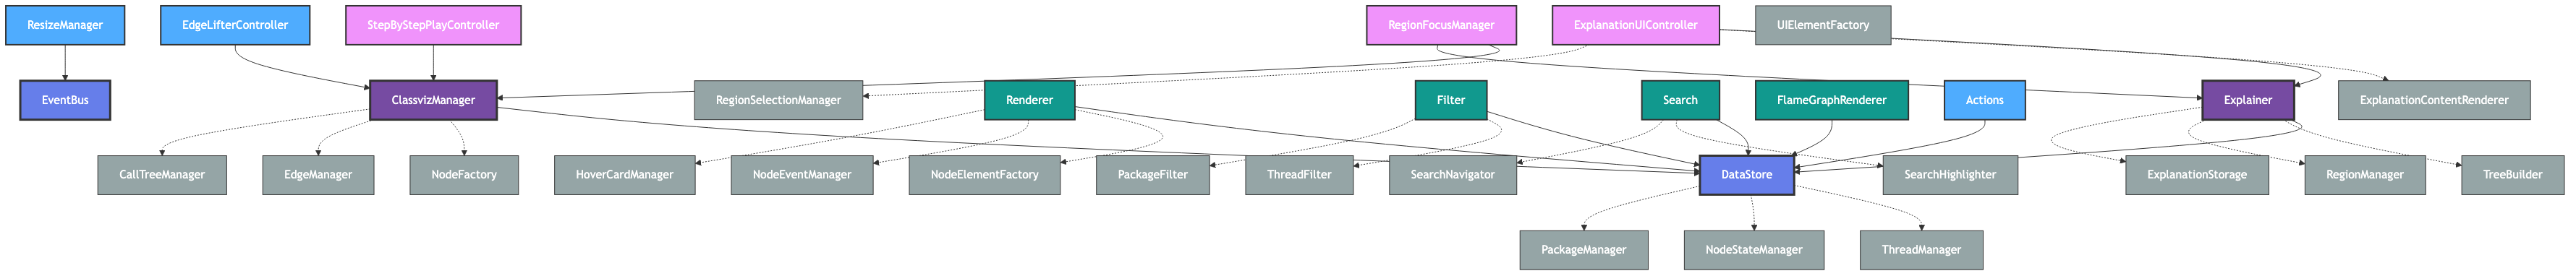 ResizeManager
EdgeLifterController
StepByStepPlayController
RegionFocusManager
ExplanationUIController
UIElementFactory
EventBus
ClassvizManager
RegionSelectionManager
Renderer
Filter
Search
FlameGraphRenderer
Actions
Explainer
ExplanationContentRenderer
CallTreeManager
EdgeManager
NodeFactory
HoverCardManager
NodeEventManager
NodeElementFactory
PackageFilter
ThreadFilter
SearchNavigator
DataStore
SearchHighlighter
ExplanationStorage
RegionManager
TreeBuilder
PackageManager
NodeStateManager
ThreadManager